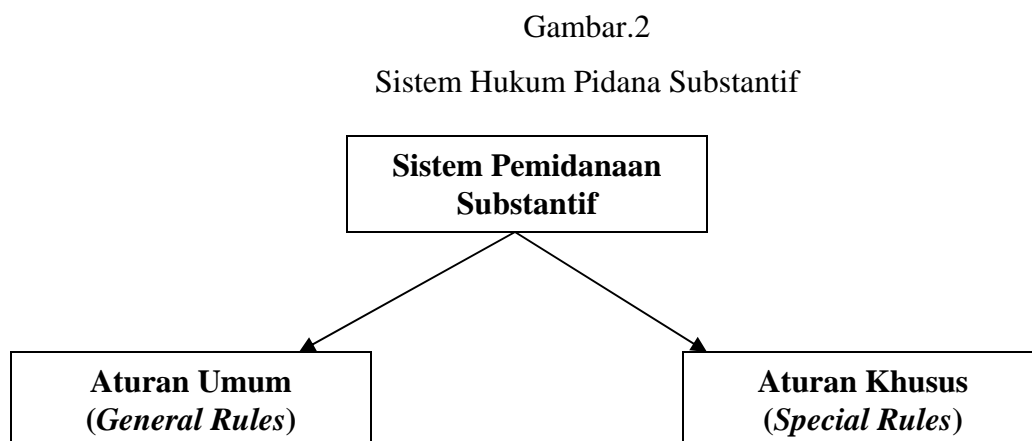 Gambar.2
Sistem Hukum Pidana Substantif
Sistem Pemidanaan
Substantif
Aturan Umum
(General Rules)
Aturan Khusus
(Special Rules)